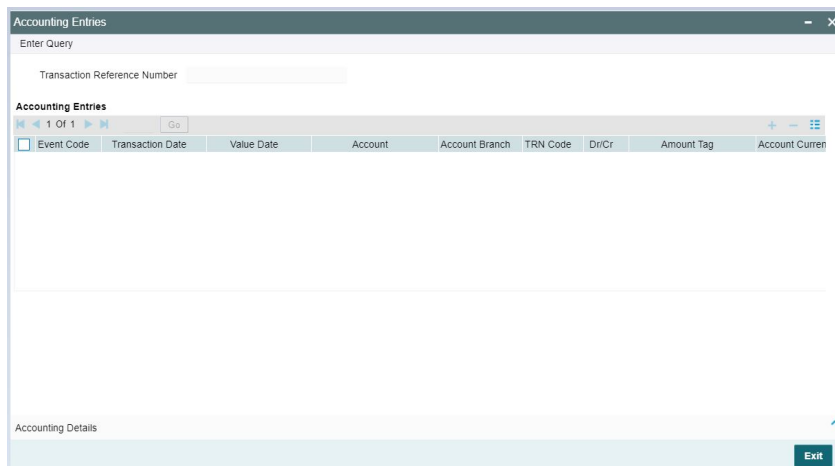 Accounting Entries
Enter Query
Transaction Reference Number
Accounting Entries
1 Of 1 Go
Event Code Transaction Date Value Date Account Account Branch TRN Code Dr/Cr Amount Tag Account Curren
Accounting Details
Exit